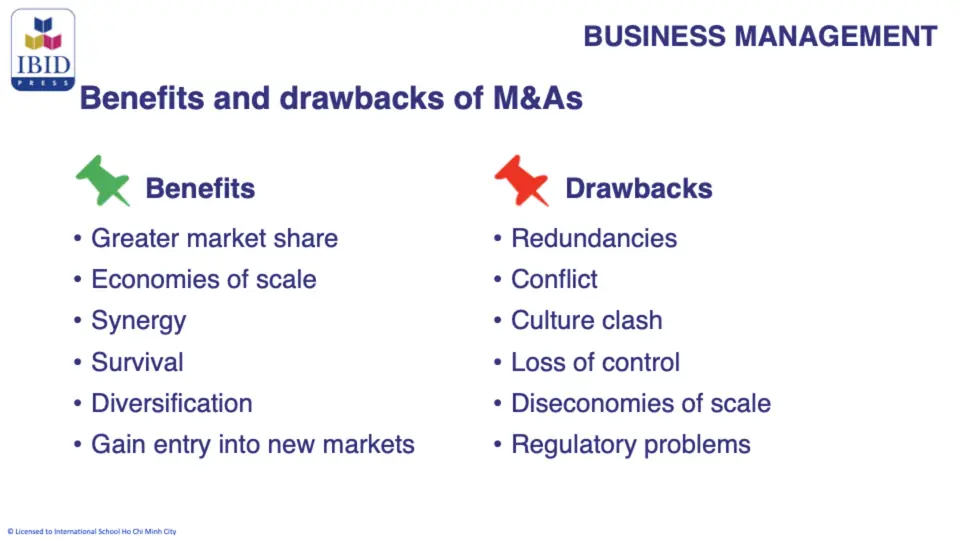 IBID
PRESS
BUSINESS MANAGEMENT
Benefits and drawbacks of M&As
Benefits
• Greater market share
• Economies of scale
• Synergy
• Survival
• Diversification
• Gain entry into new markets
Drawbacks
• Redundancies
• Conflict
• Culture clash
• Loss of control
• Diseconomies of scale
• Regulatory problems
© Licensed to International School Ho Chi Minh City